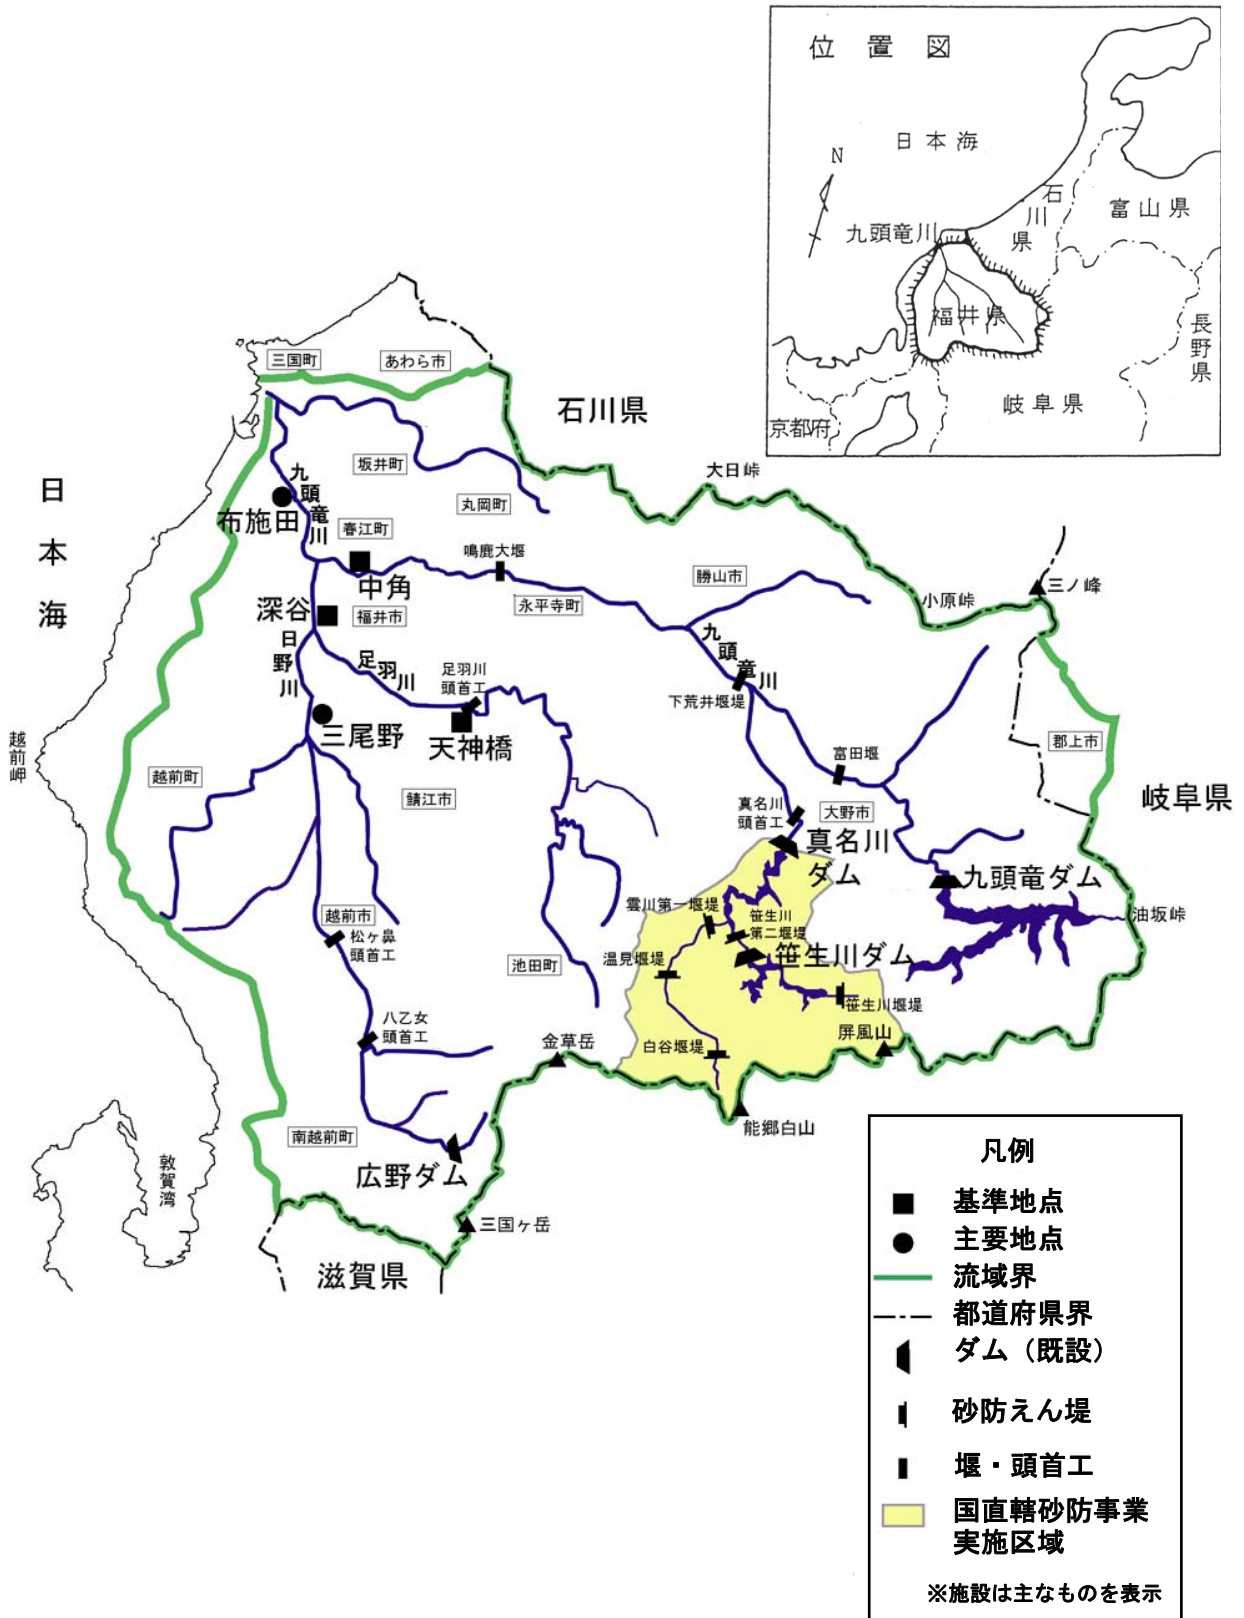 位置図
日本海
N
九頭竜川
石川県
富山県
福井県
長野県
岐阜県
京都府
三国町
あわら市
石川県
大日峠
坂井町
九頭竜川
日本海
布施田
丸岡町
春江町
鳴鹿大堰
中角
勝山市
三ノ峰
小原峠
永平寺町
深谷
福井市
日野川
足羽川
足羽川
頭首工
九頭竜川
下荒井堰堤
三尾野
天神橋
郡上市
越前岬
富田堰
越前町
鯖江市
岐阜県
真名川
頭首工
大野市
真名川
ダム
九頭竜ダム
油坂峠
越前市
雲川第一堰堤
笹生川
第二堰堤
松ヶ鼻
頭首工
池田町
温見堰堤
笹生川ダム
笹生川堰堤
八乙女
頭首工
金草岳
白谷堰堤
屏風山
能郷白山
南越前町
敦賀湾
広野ダム
三国ヶ岳
滋賀県
凡例
基準地点
主要地点
流域界
都道府県界
ダム（既設）
砂防えん堤
堰・頭首工
国直轄砂防事業
実施区域
※施設は主なものを表示